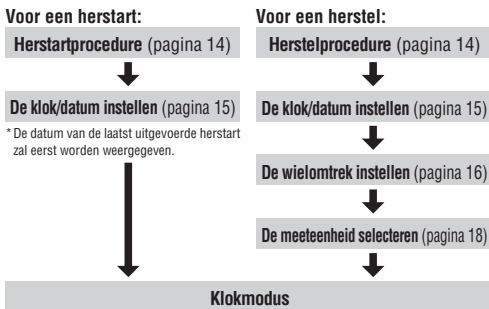 Voor een herstart:
Herstartprocedure (pagina 14)
De klok/datum instellen (pagina 15)
* De datum van de laatst uitgevoerde herstart
zal eerst worden weergegeven.
Voor een herstel:
Herstelprocedure (pagina 14)
De klok/datum instellen (pagina 15)
De wielomtrek instellen (pagina 16)
De meeteenheid selecteren (pagina 18)
Klokmodus